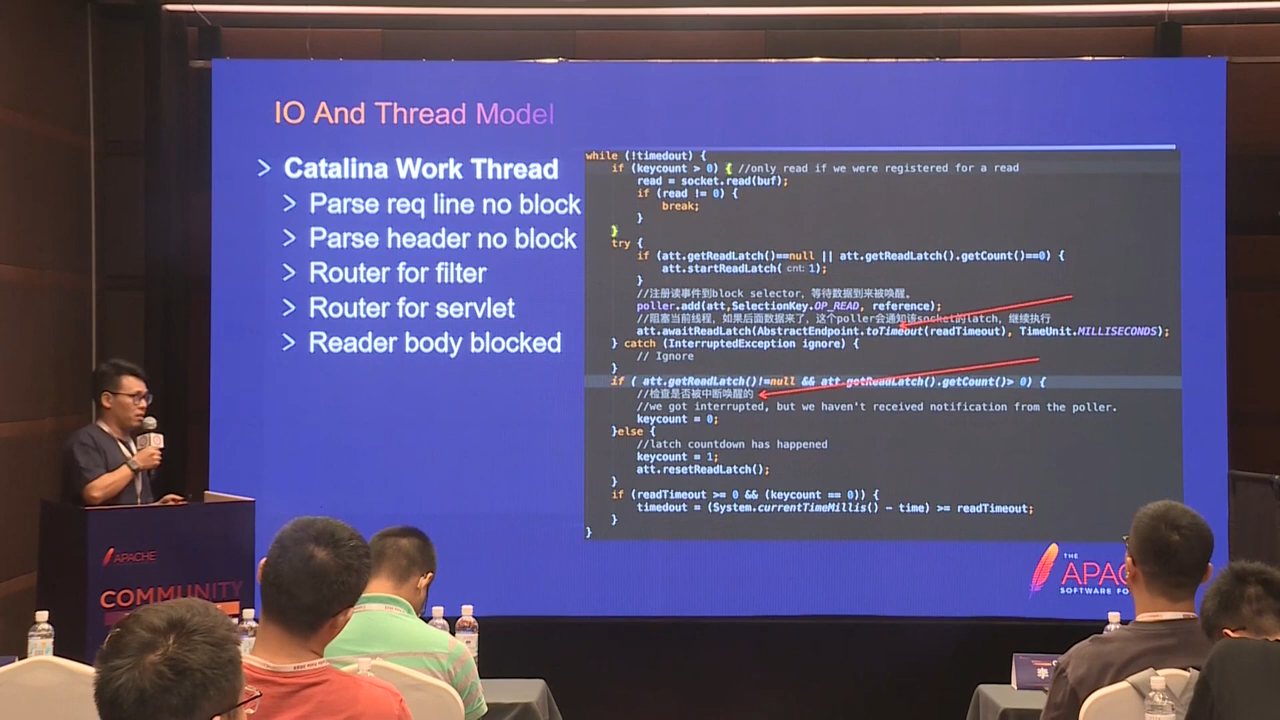 IO And Thread Model
> Catalina Work Thread
> Parse req line no block
> Parse header no block
> Router for filter
> Router for servlet
> Reader body blocked
while (!timedout) {
if (keycount > 0) { //only read if we were registered for a read
read = socket.read(buf);
if (read != 0) {
break;
}
}
try {
if (att.getReadLatch()==null || att.getReadLatch().getCount()==0) {
att.startReadLatch( cnt: 1);
}
//注册读事件到block selector, 等待数据到来被唤醒。
poller.add(att,SelectionKey.OP_READ, reference);
//阻塞当前线程, 如果后面数据来了, 这个poller会通知该socket的latch, 继续执行
att.awaitReadLatch(AbstractEndpoint.toTimeout(readTimeout), TimeUnit.MILLISECONDS);
} catch (InterruptedException ignore) {
// Ignore
}
if ( att.getReadLatch()!=null && att.getReadLatch().getCount()> 0) {
//检查是否被中断唤醒的
//we got interrupted, but we haven't received notification from the poller.
keycount = 0;
}else {
//latch countdown has happened
keycount = 1;
att.resetReadLatch();
}
if (readTimeout >= 0 && (keycount == 0)) {
timedout = (System.currentTimeMillis() - time) >= readTimeout;
}
}
THE
APAC
SOFTWARE FO
APACHE
COMMUNITY